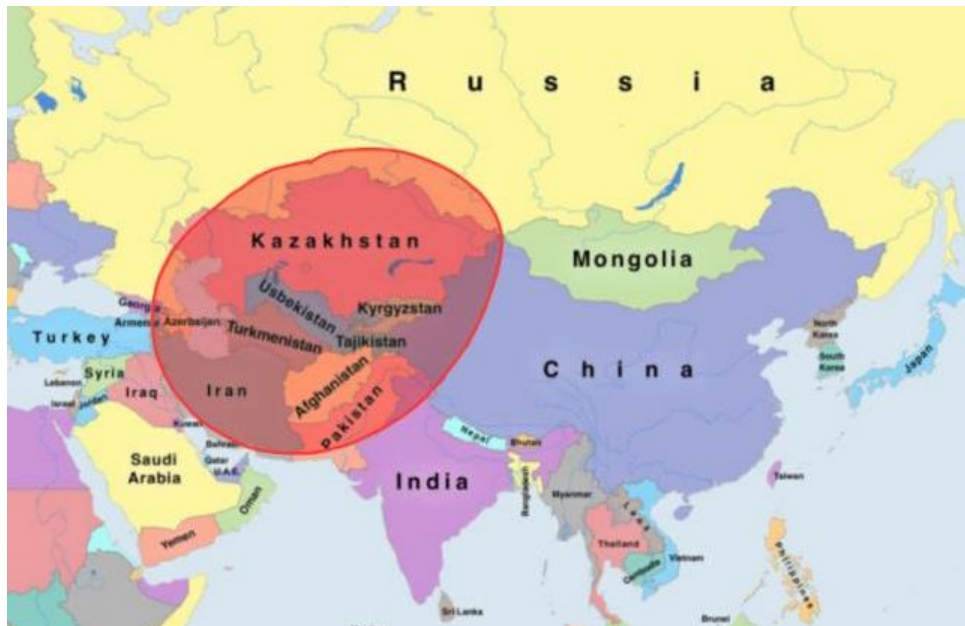 Russia
Kazakhstan
Mongolia
Georgia
Usbekistan
Kyrgyzstan
Armenia
Azerbaijan
Turkmenistan
Tajikistan
Turkey
North
Korea
South
Korea
Japan
Syria
Lebanon
Iraq
Iran
Afghanistan
China
Israel
Jordan
Pakistan
Kuwait
Nepal
Bhutan
Saudi
Arabia
Qatar
U.A.E.
India
Bangladesh
Taiwan
Oman
Myanmar
Laos
Yemen
Thailand
Vietnam
Cambodia
Philippines
Sri Lanka
Brunei